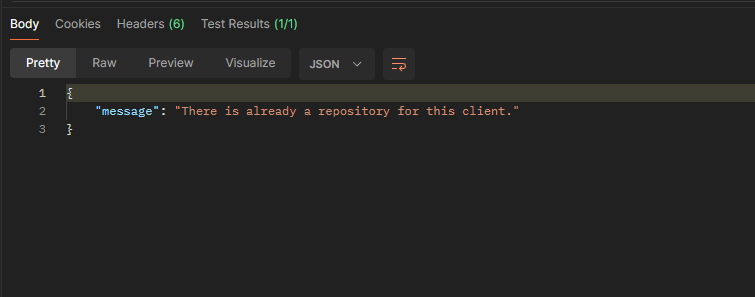 Body Cookies Headers (6) Test Results (1/1)
Pretty Raw Preview Visualize JSON
1 {
2 "message": "There is already a repository for this client."
3 }